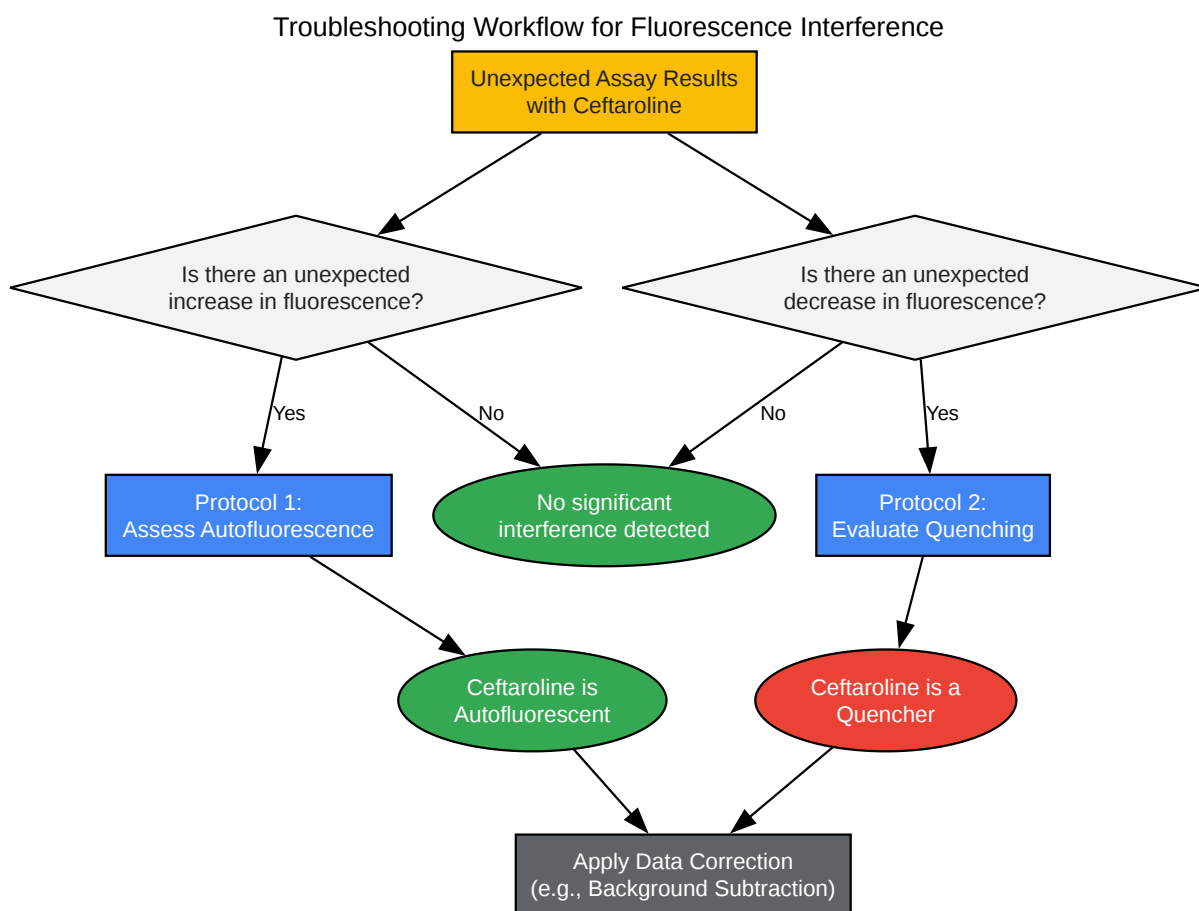 Troubleshooting Workflow for Fluorescence Interference
Unexpected Assay Results
with Ceftaroline
Is there an unexpected
increase in fluorescence?
Is there an unexpected
decrease in fluorescence?
Yes
No
No
Yes
Protocol 1:
Assess Autofluorescence
No significant
interference detected
Protocol 2:
Evaluate Quenching
Ceftaroline is
Autofluorescent
Ceftaroline is a
Quencher
Apply Data Correction
(e.g., Background Subtraction)